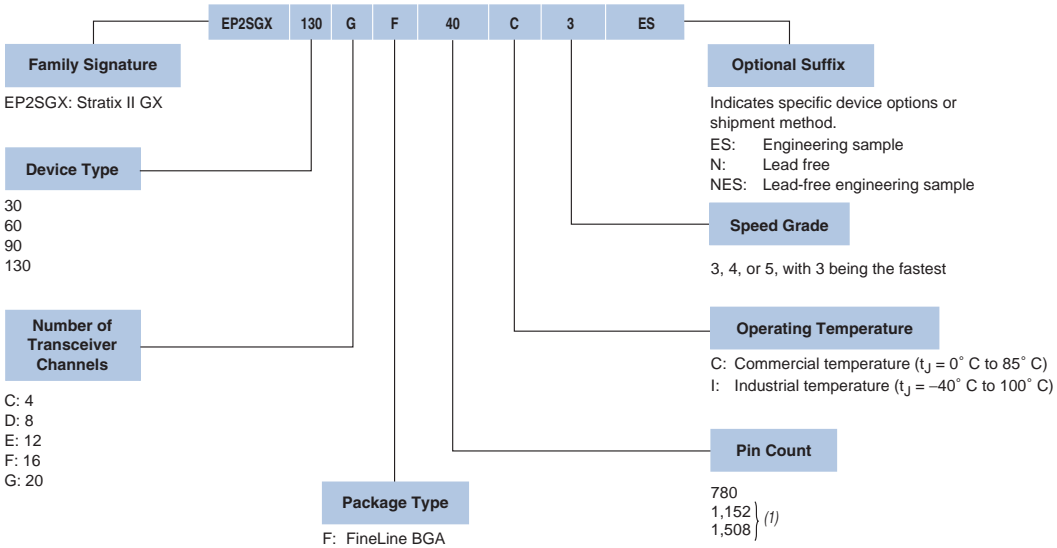 EP2SGX 130 G F 40 C 3 ES
Family Signature
EP2SGX: Stratix II GX
Device Type
30
60
90
130
Number of
Transceiver
Channels
C: 4
D: 8
E: 12
F: 16
G: 20
Package Type
F: FineLine BGA
Optional Suffix
Indicates specific device options or
shipment method.
ES: Engineering sample
N: Lead free
NES: Lead-free engineering sample
Speed Grade
3, 4, or 5, with 3 being the fastest
Operating Temperature
C: Commercial temperature (tJ = 0° C to 85° C)
I: Industrial temperature (tJ = –40° C to 100° C)
Pin Count
780
1,152
1,508
(1)